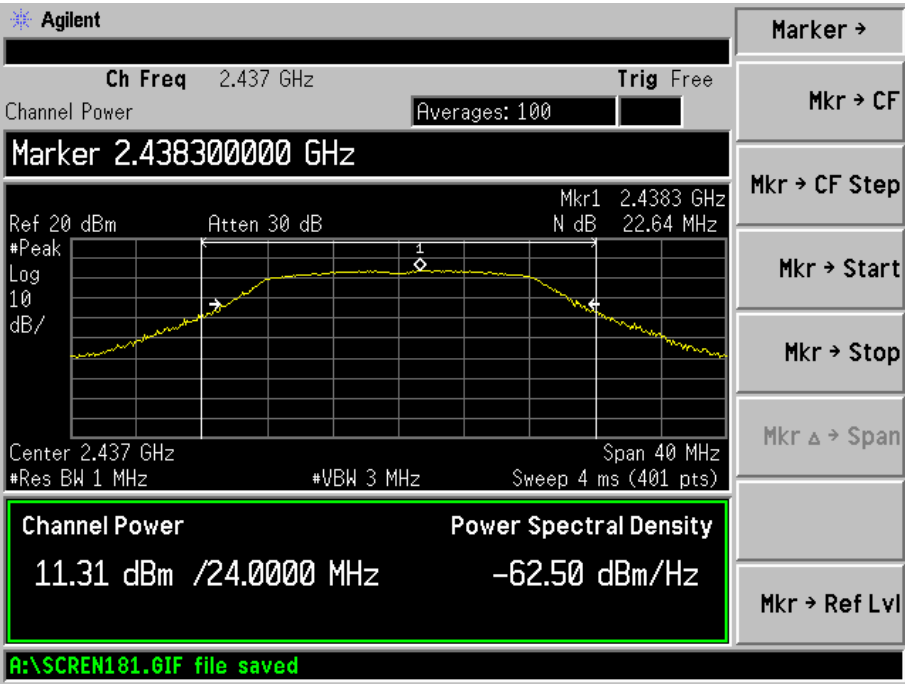 Agilent
Ch Freq 2.437 GHz Trig Free
Channel Power Averages: 100
Marker 2.438300000 GHz
Mkr1 2.4383 GHz
Ref 20 dBm Atten 30 dB N dB 22.64 MHz
#Peak
Log
10
dB/
1
Center 2.437 GHz Span 40 MHz
#Res BW 1 MHz #VBW 3 MHz Sweep 4 ms (401 pts)
Channel Power Power Spectral Density
11.31 dBm /24.0000 MHz -62.50 dBm/Hz
A:\SCREN181.GIF file saved
Marker →
Mkr → CF
Mkr → CF Step
Mkr → Start
Mkr → Stop
Mkr Δ → Span
Mkr → Ref Lvl